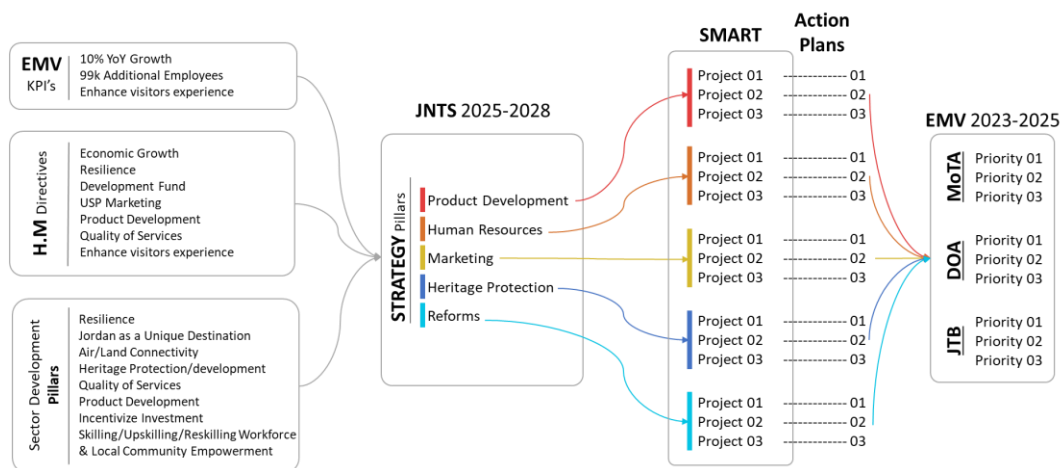 EMV
KPI's
10% YoY Growth
99k Additional Employees
Enhance visitors experience
H.M Directives
Economic Growth
Resilience
Development Fund
USP Marketing
Product Development
Quality of Services
Enhance visitors experience
Sector Development
Pillars
Resilience
Jordan as a Unique Destination
Air/Land Connectivity
Heritage Protection/development
Quality of Services
Product Development
Incentivize Investment
Skilling/Upskilling/Reskilling Workforce
& Local Community Empowerment
JNTS 2025-2028
STRATEGY Pillars
Product Development
Human Resources
Marketing
Heritage Protection
Reforms
SMART
Action
Plans
Project 01 ---------- 01
Project 02 ---------- 02
Project 03 ---------- 03
Project 01 ---------- 01
Project 02 ---------- 02
Project 03 ---------- 03
Project 01 ---------- 01
Project 02 ---------- 02
Project 03 ---------- 03
Project 01 ---------- 01
Project 02 ---------- 02
Project 03 ---------- 03
Project 01 ---------- 01
Project 02 ---------- 02
Project 03 ---------- 03
EMV 2023-2025
MoTA
Priority 01
Priority 02
Priority 03
DOA
Priority 01
Priority 02
Priority 03
JTB
Priority 01
Priority 02
Priority 03